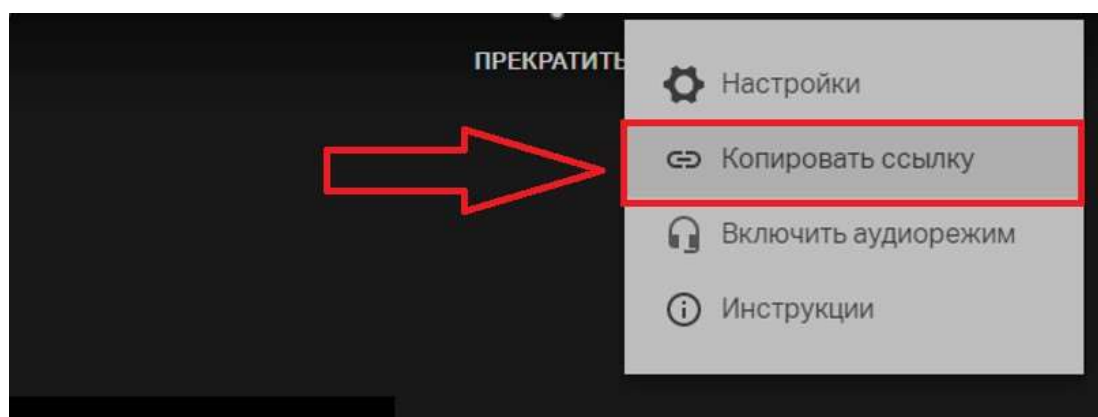 ПРЕКРАТИТЬ
Настройки
Копировать ссылку
Включить аудиорежим
Инструкции